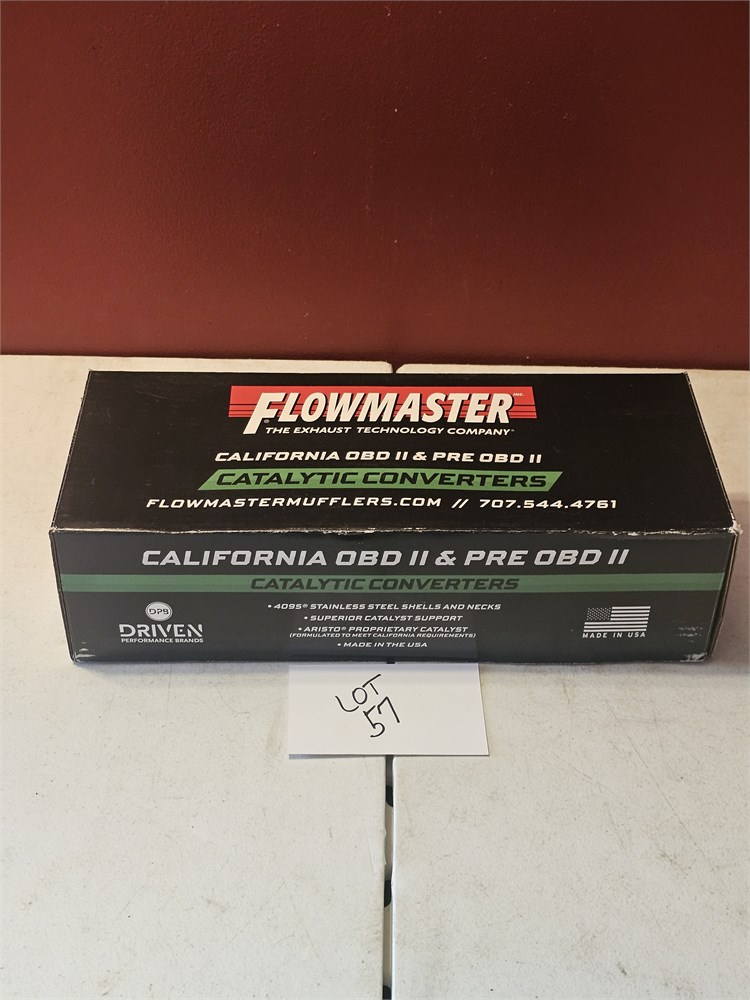 FLOWMASTER INC.
THE EXHAUST TECHNOLOGY COMPANY
CALIFORNIA OBD II & PRE OBD II
CATALYTIC CONVERTERS
FLOWMASTERMUFFLERS.COM // 707.544.4761
CALIFORNIA OBD II & PRE OBD II
CATALYTIC CONVERTERS
• 409S® STAINLESS STEEL SHELLS AND NECKS
• SUPERIOR CATALYST SUPPORT
• ARISTO® PROPRIETARY CATALYST
(FORMULATED TO MEET CALIFORNIA REQUIREMENTS)
• MADE IN THE USA
DPB
DRIVEN
PERFORMANCE BRANDS
MADE IN USA
LOT
57